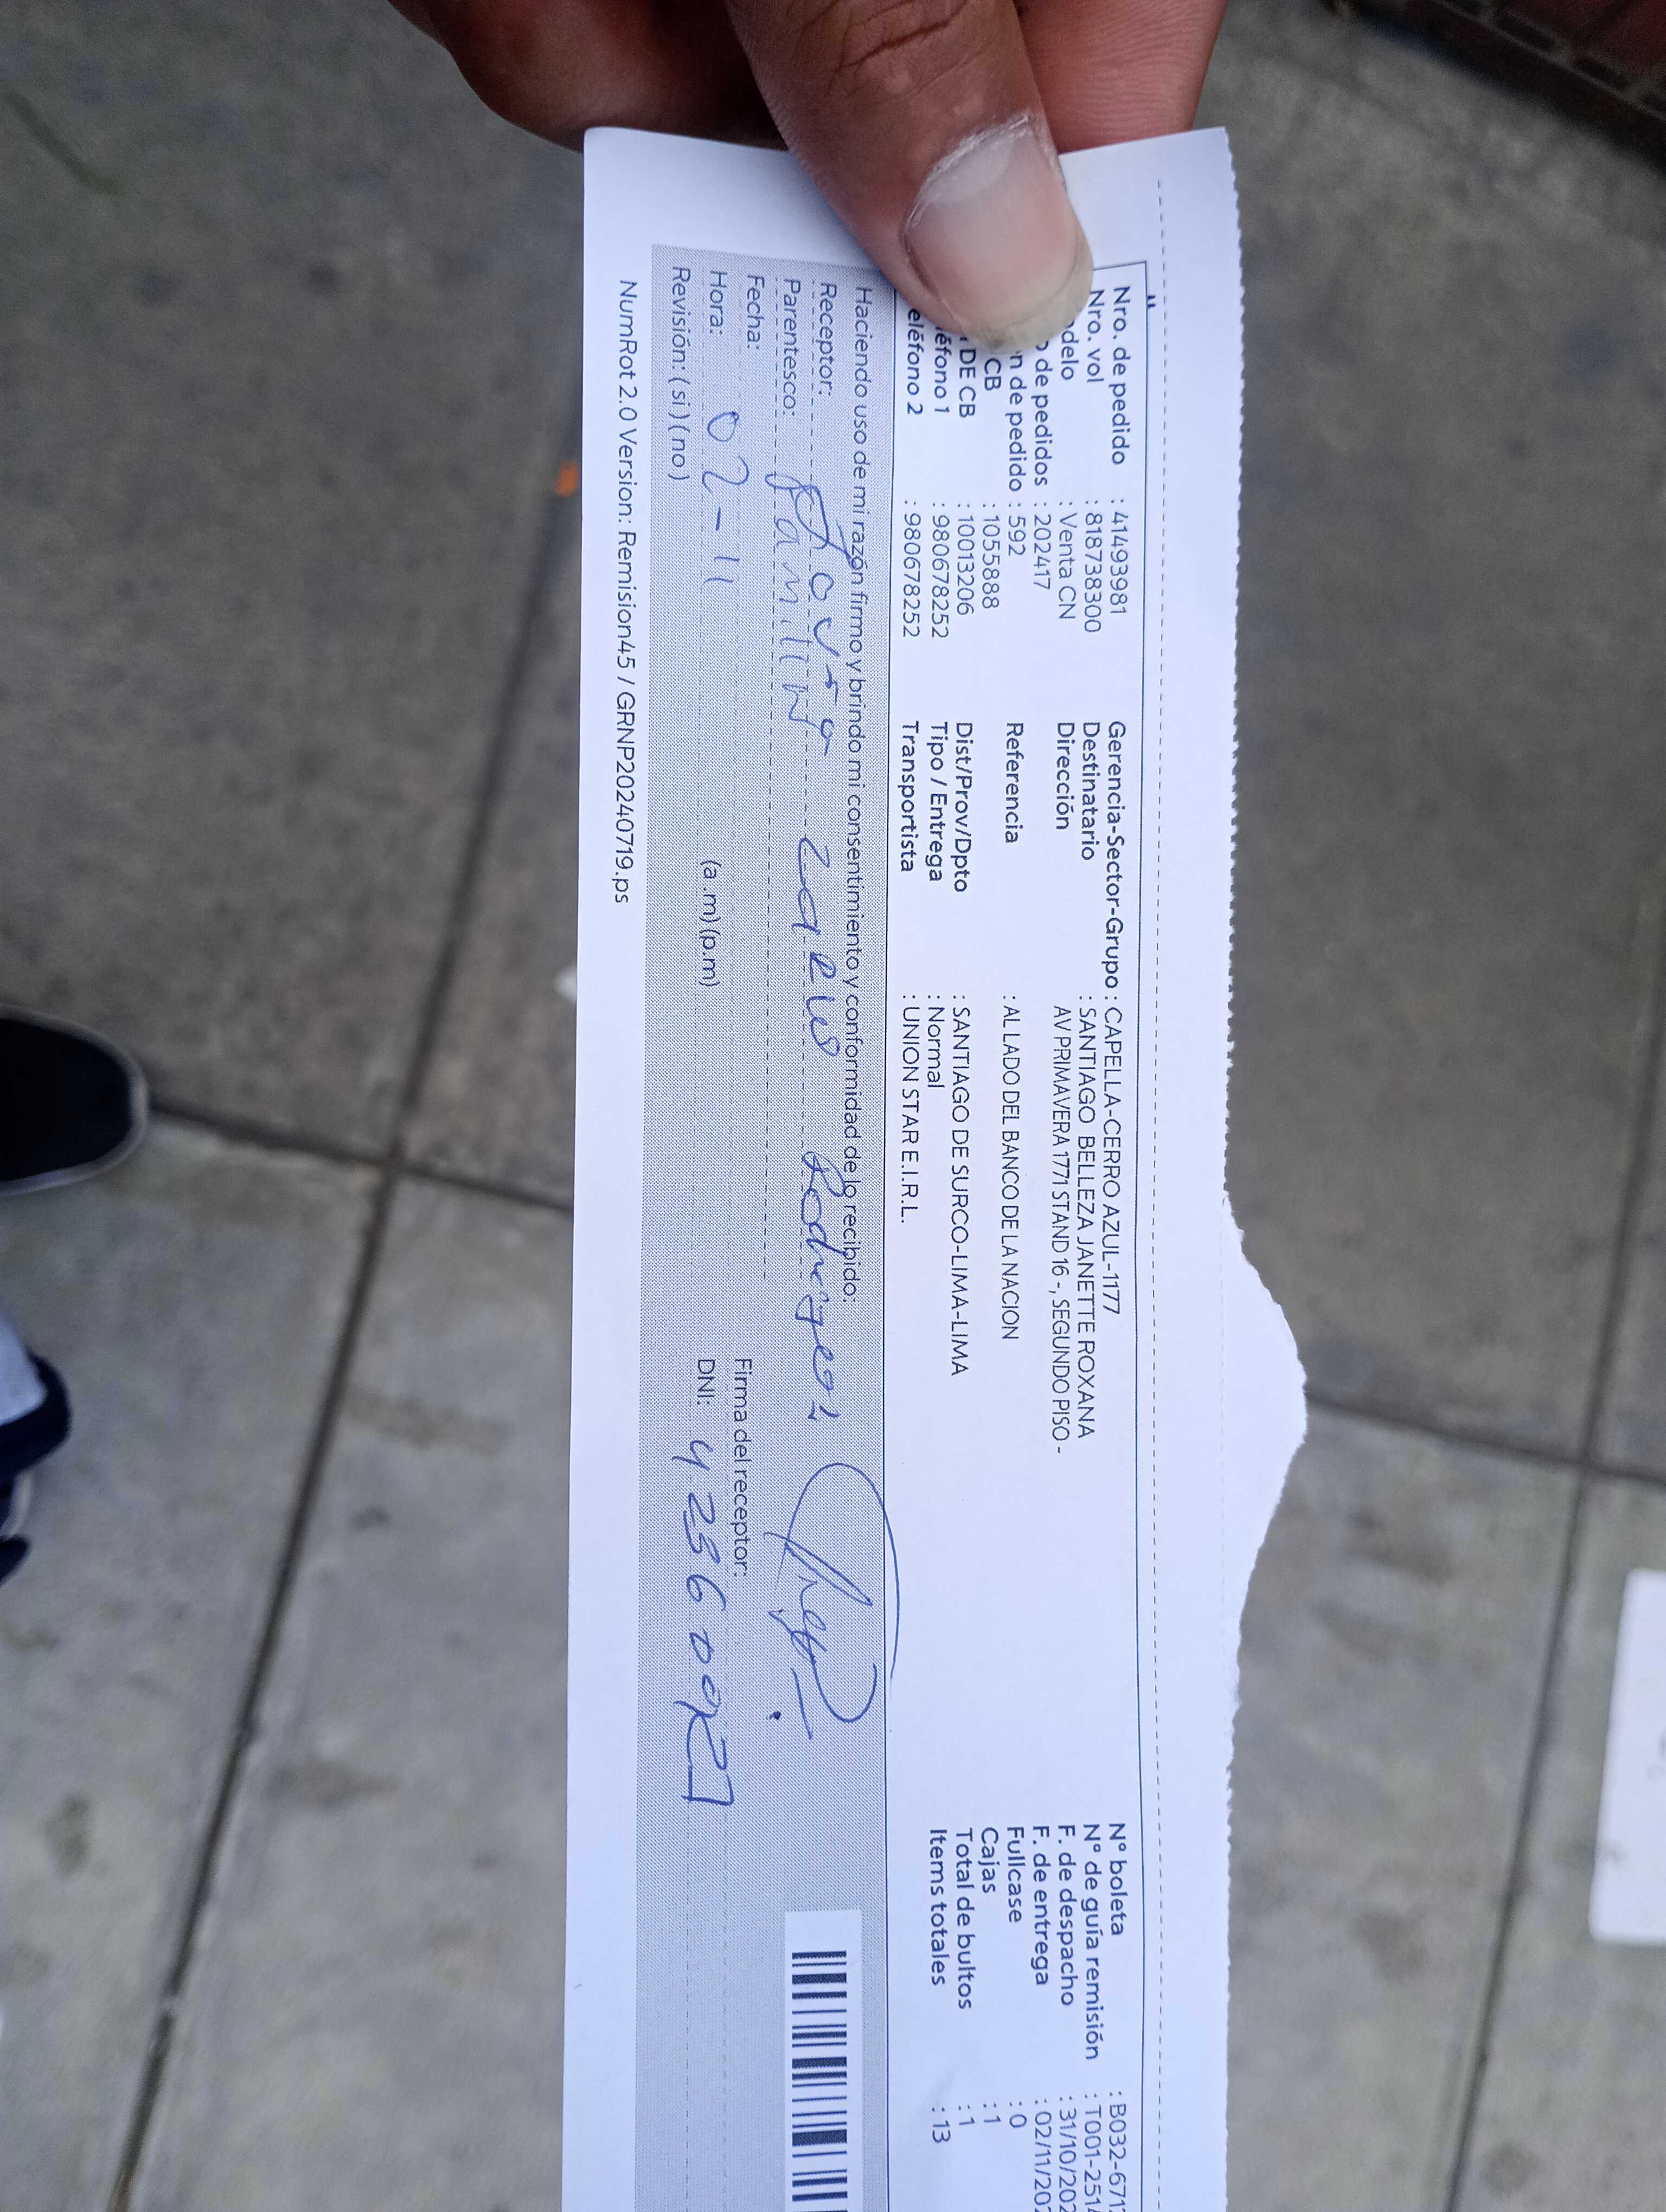 Nro. de pedido : 41493981
Nro. vol : 818738300
delo : Venta CN
o de pedidos : 202417
n de pedido : 592
CB : 1055888
DE CB : 10013206
léfono 1 : 980678252
eléfono 2 : 980678252
Gerencia-Sector-Grupo : CAPELLA-CERRO AZUL-1177
Destinatario : SANTIAGO BELLEZA JANETTE ROXANA
Dirección AV PRIMAVERA 1771 STAND 16 -, SEGUNDO PISO -
Referencia : AL LADO DEL BANCO DE LA NACION
Dist/Prov/Dpto : SANTIAGO DE SURCO-LIMA-LIMA
Tipo / Entrega : Normal
Transportista : UNION STAR E.I.R.L.
N° boleta : B032-671
N° de guía remisión : T001-251
F. de despacho : 31/10/202
F. de entrega : 02/11/202
Fullcase : 0
Cajas : 1
Total de bultos : 1
Items totales : 13
Haciendo uso de mi razón firmo y brindo mi consentimiento y conformidad de lo recibido:
Receptor:
Parentesco:
Fecha:
Hora: 02-11 (a.m) (p.m)
Revisión: (si) (no)
Firma del receptor:
DNI:
NumRot 2.0 Version: Remision45 / GRNP20240719.ps